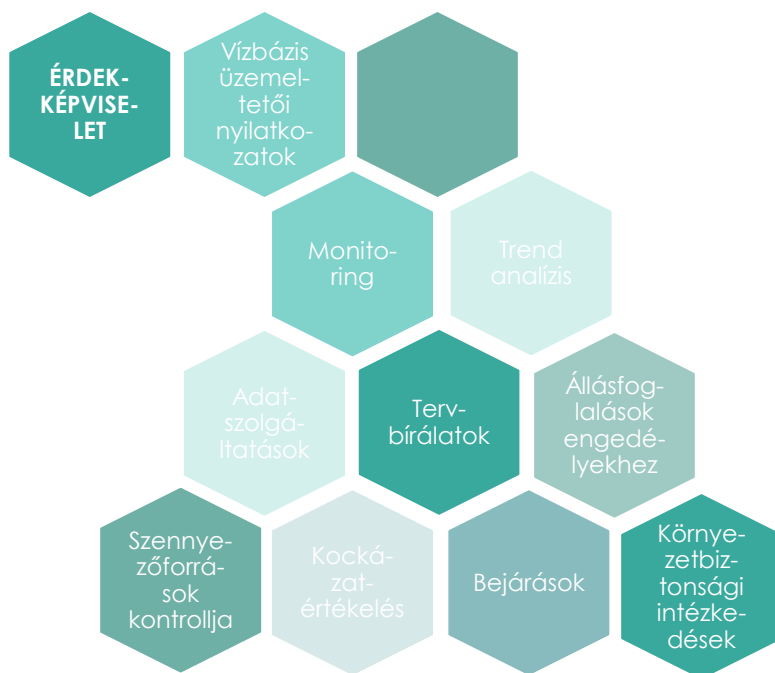 ÉRDEK-
KÉPVISE-
LET
Vízbázis
üzemel-
tetői
nyilatko-
zatok
Monito-
ring
Trend
analízis
Adat-
szolgá-
ltatások
Terv-
bírálatok
Állásfog-
lalások
engedé-
lyekhez
Szennye-
zőforrá-
sok
kontrollja
Kocká-
zat-
értékelés
Bejárások
Környe-
zetbiz-
tonsági
intézke-
dések